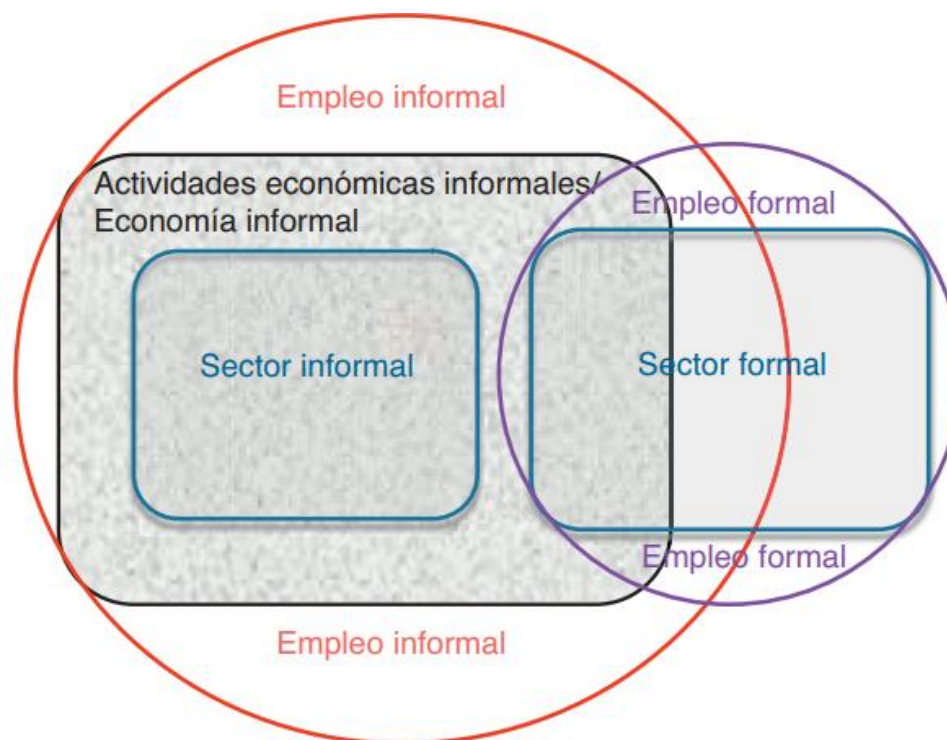 Empleo informal
Actividades económicas informales/
Economía informal
Empleo formal
Sector informal
Sector formal
Empleo formal
Empleo informal